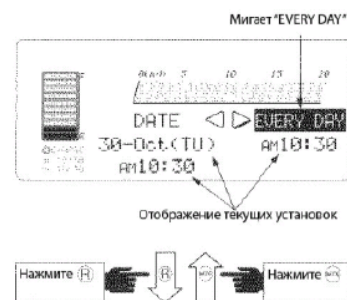 Мигает "EVERY DAY"
5 10 15 20
DATE ◁ ▷ EVERY DAY
30-Oct.(TU) AM10:30
AM10:30
Отображение текущих установок
Нажмите R R Нажмите